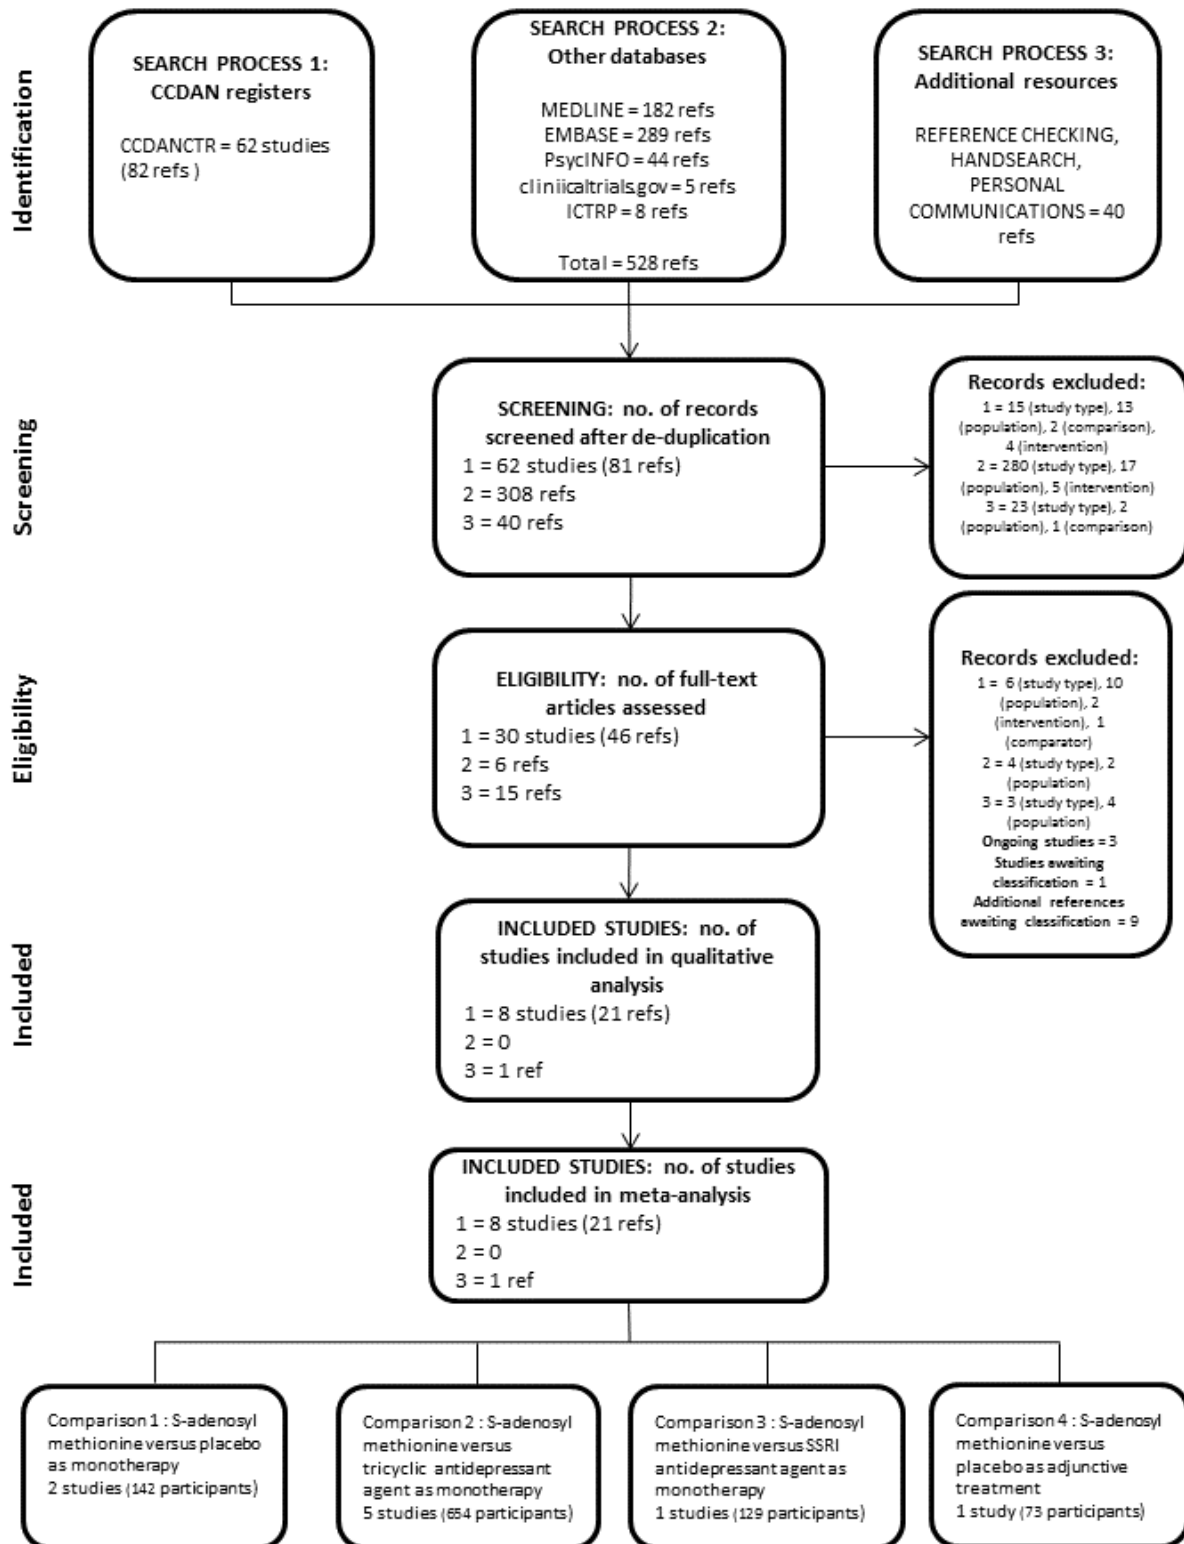 Identification
SEARCH PROCESS 1:
CCDAN registers
CCDANCTR = 62 studies
(82 refs )
SEARCH PROCESS 2:
Other databases
MEDLINE = 182 refs
EMBASE = 289 refs
PsycINFO = 44 refs
cliniicaltrials.gov = 5 refs
ICTRP = 8 refs
Total = 528 refs
SEARCH PROCESS 3:
Additional resources
REFERENCE CHECKING,
HANDSEARCH,
PERSONAL
COMMUNICATIONS = 40
refs
Screening
SCREENING: no. of records
screened after de-duplication
1 = 62 studies (81 refs)
2 = 308 refs
3 = 40 refs
Records excluded:
1 = 15 (study type), 13
(population), 2 (comparison),
4 (intervention)
2 = 280 (study type), 17
(population), 5 (intervention)
3 = 23 (study type), 2
(population), 1 (comparison)
Eligibility
ELIGIBILITY: no. of full-text
articles assessed
1 = 30 studies (46 refs)
2 = 6 refs
3 = 15 refs
Records excluded:
1 = 6 (study type), 10
(population), 2
(intervention), 1
(comparator)
2 = 4 (study type), 2
(population)
3 = 3 (study type), 4
(population)
Ongoing studies = 3
Studies awaiting
classification = 1
Additional references
awaiting classification = 9
Included
INCLUDED STUDIES: no. of
studies included in qualitative
analysis
1 = 8 studies (21 refs)
2 = 0
3 = 1 ref
Included
INCLUDED STUDIES: no. of studies
included in meta-analysis
1 = 8 studies (21 refs)
2 = 0
3 = 1 ref
Comparison 1 : S-adenosyl
methionine versus placebo
as monotherapy
2 studies (142 participants)
Comparison 2 : S-adenosyl
methionine versus
tricyclic antidepressant
agent as monotherapy
5 studies (654 participants)
Comparison 3 : S-adenosyl
methionine versus SSRI
antidepressant agent as
monotherapy
1 studies (129 participants)
Comparison 4 : S-adenosyl
methionine versus
placebo as adjunctive
treatment
1 study (73 participants)